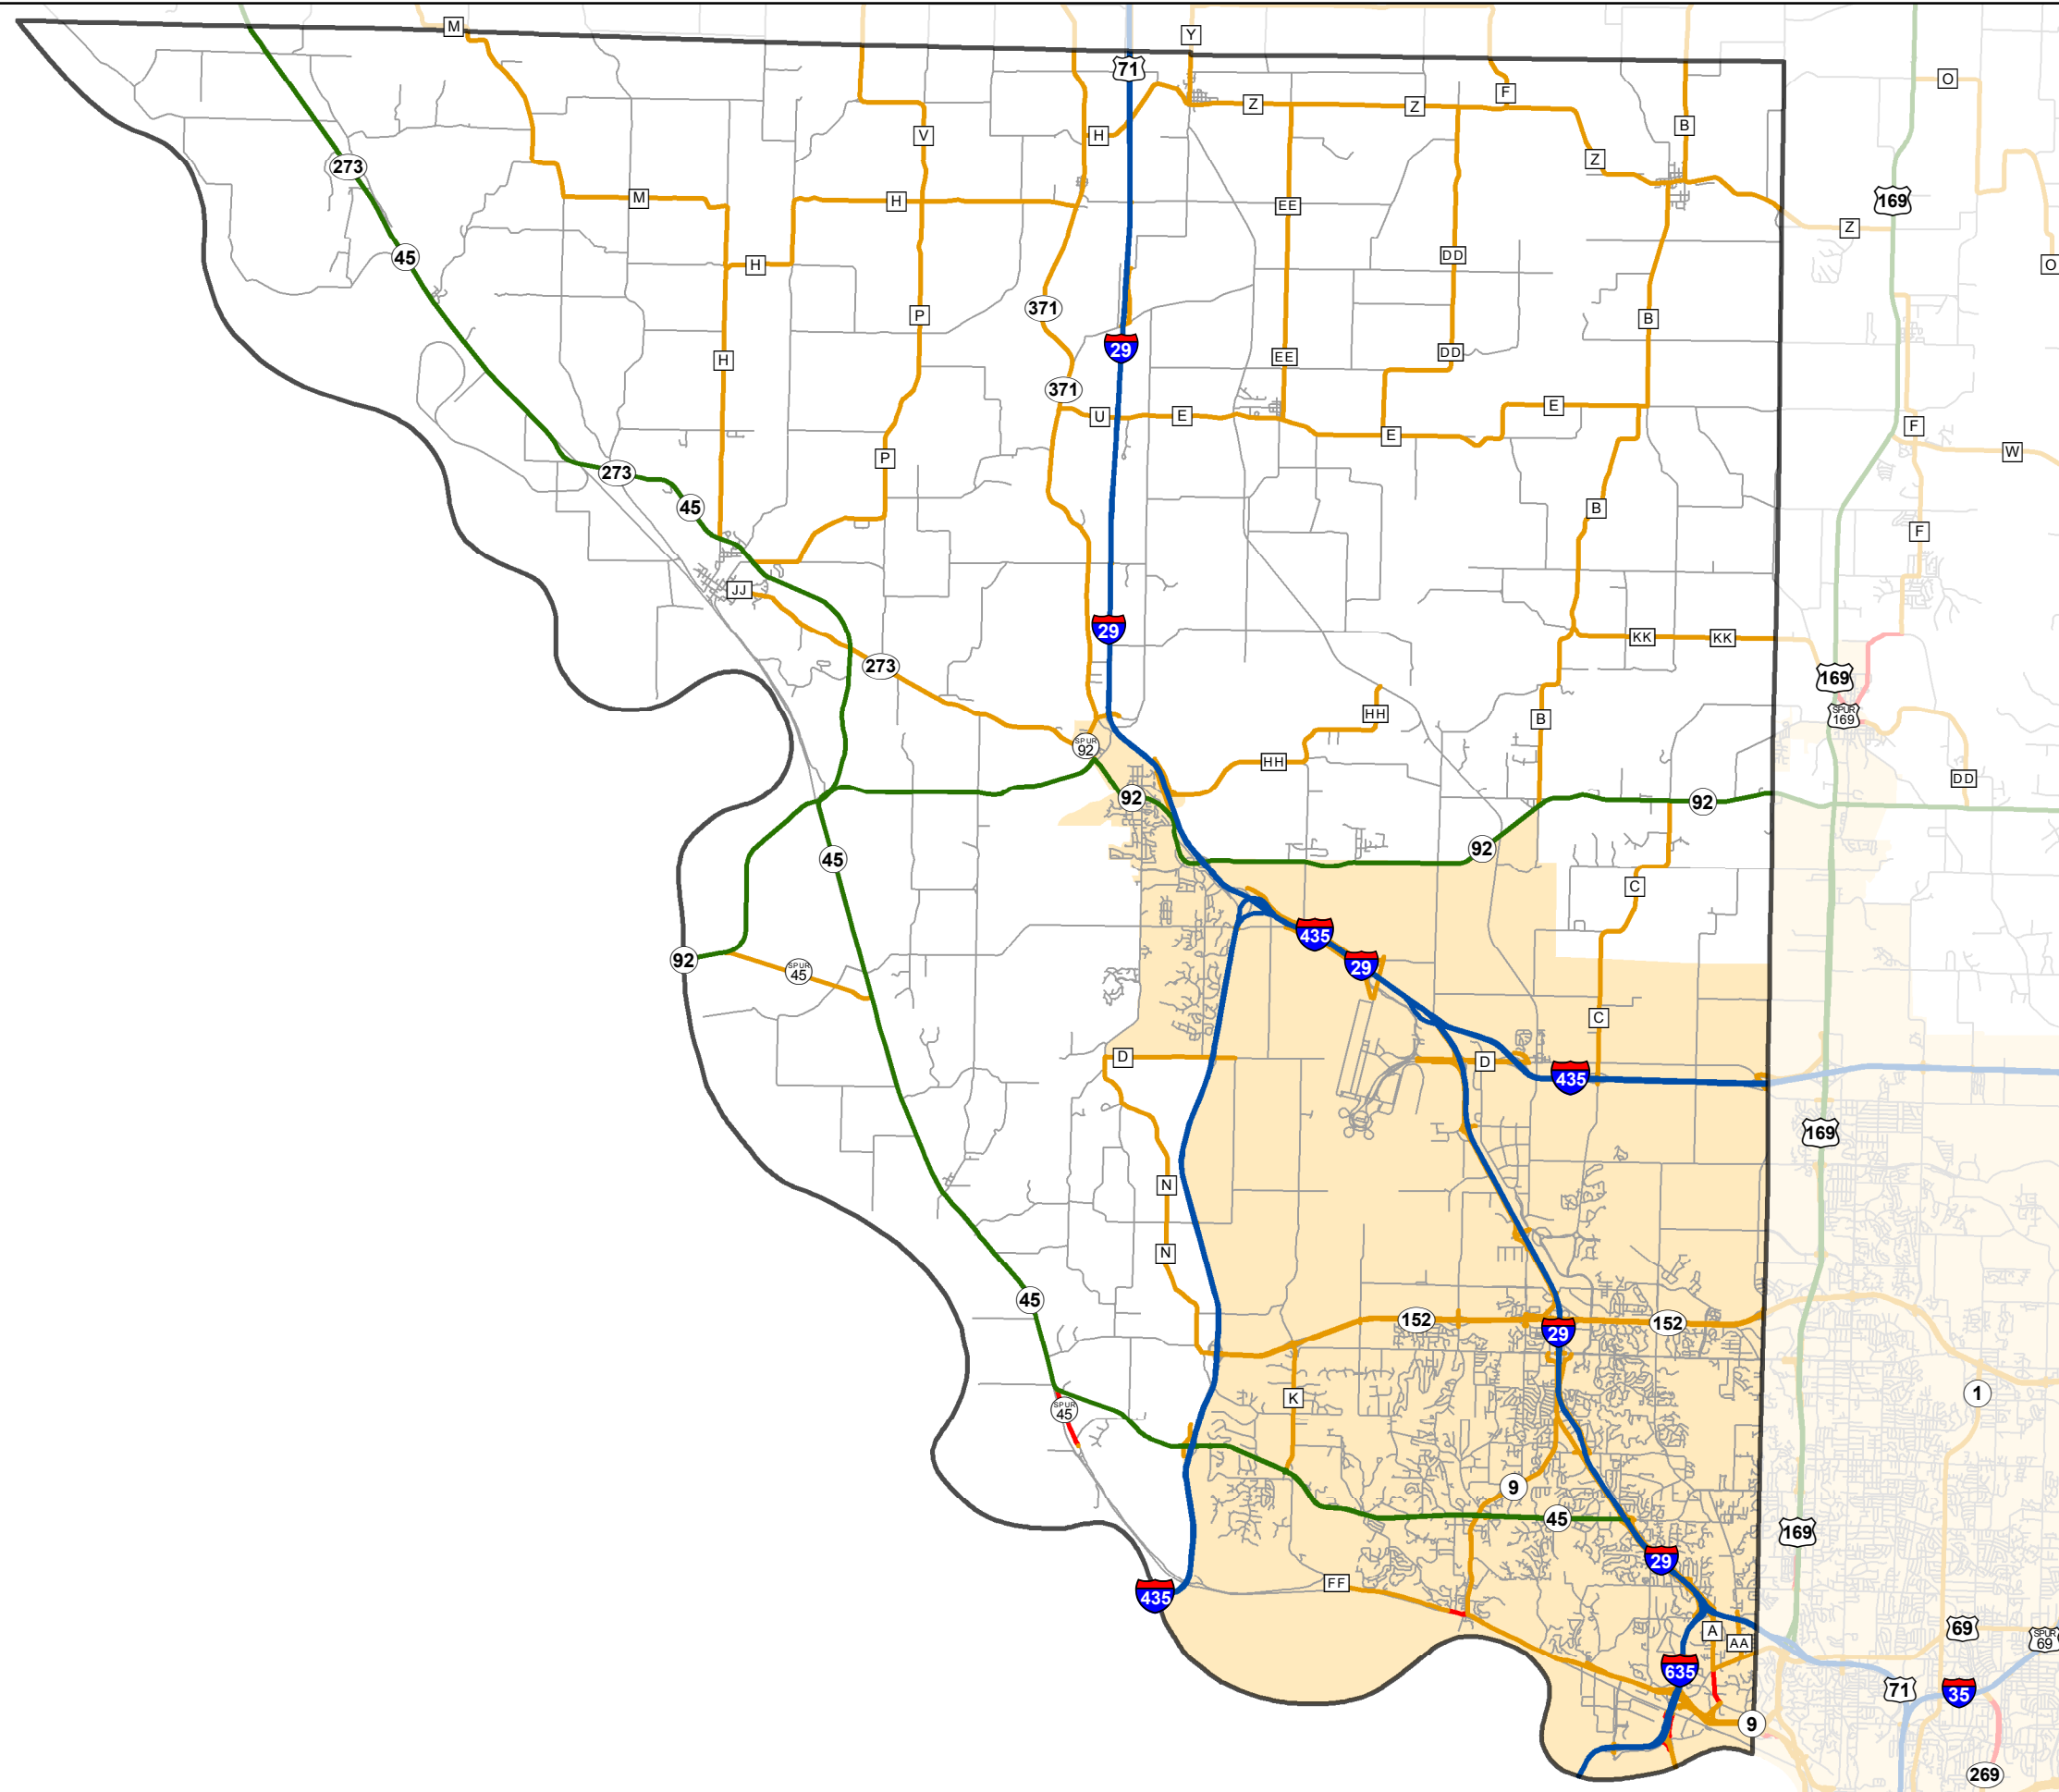 M
Y
71
O
F
Z
Z
B
V
H
Z
273
M
H
169
EE
Z
45
DD
H
O
371
P
B
29
DD
EE
H
371
E
U
E
F
E
W
P
273
45
B
F
JJ
29
KK
KK
273
169
HH
SPUR
169
B
SPUR
92
HH
DD
92
92
92
45
C
435
92
29
SPUR
45
C
D
D
435
169
N
N
45
152
152
29
1
K
SPUR
45
9
45
169
29
FF
435
69
A
SPUR
69
AA
635
71
35
9
269